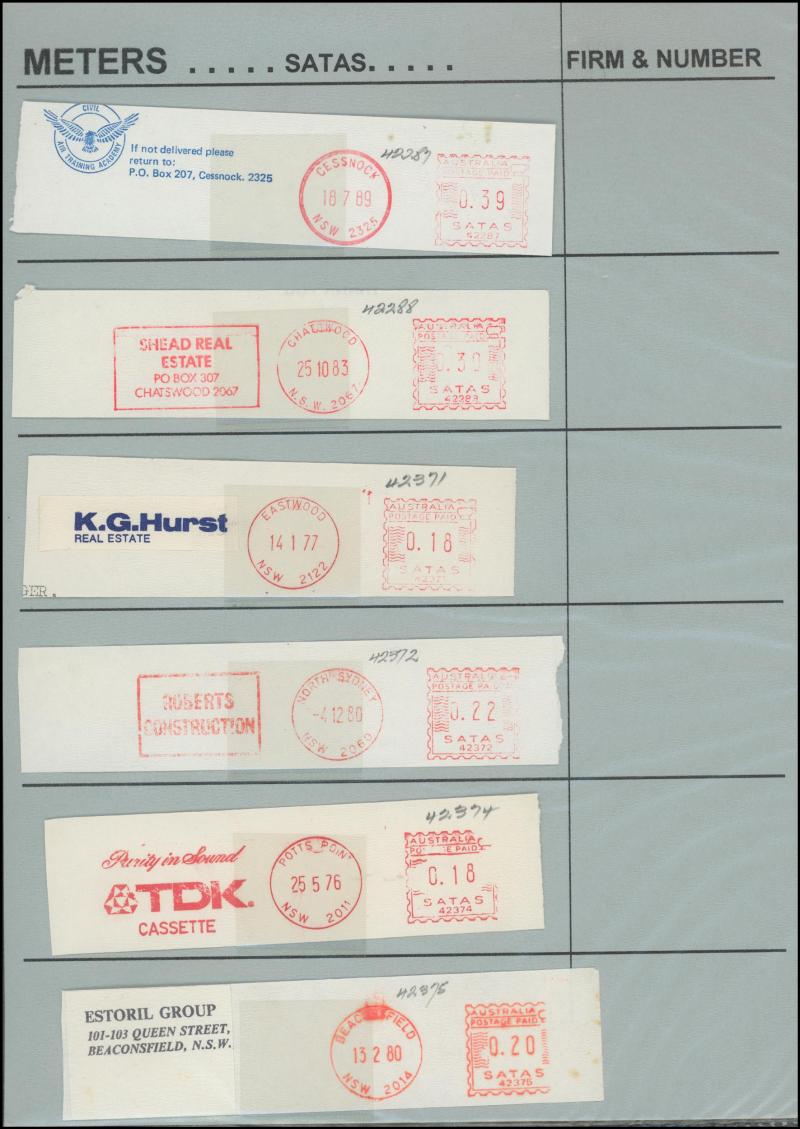 METERS ..... SATAS.....
FIRM & NUMBER
CIVIL
AIR TRAINING ACADEMY
If not delivered please
return to:
P.O. Box 207, Cessnock. 2325
CESSNOCK
18 7 89
NSW 2325
42287
AUSTRALIA
POSTAGE PAID
0.39
SATAS
42287
SHEAD REAL
ESTATE
PO BOX 307
CHATSWOOD 2067
CHATSWOOD
25 10 83
N.S.W. 2067
42288
AUSTRALIA
POSTAGE PAID
0.30
SATAS
42288
K.G.Hurst
REAL ESTATE
GER.
EASTWOOD
14 1 77
NSW 2122
42371
AUSTRALIA
POSTAGE PAID
0.18
SATAS
42371
ROBERTS
CONSTRUCTION
NORTH SYDNEY
-4 12 80
NSW 2060
42372
AUSTRALIA
POSTAGE PAID
0.22
SATAS
42372
Purity in Sound
TDK.
CASSETTE
POTTS POINT
25 5 76
NSW 2011
42374
AUSTRALIA
POSTAGE PAID
0.18
SATAS
42374
ESTORIL GROUP
101-103 QUEEN STREET,
BEACONSFIELD, N.S.W.
BEACONSFIELD
13 2 80
NSW 2014
42375
AUSTRALIA
POSTAGE PAID
0.20
SATAS
42375